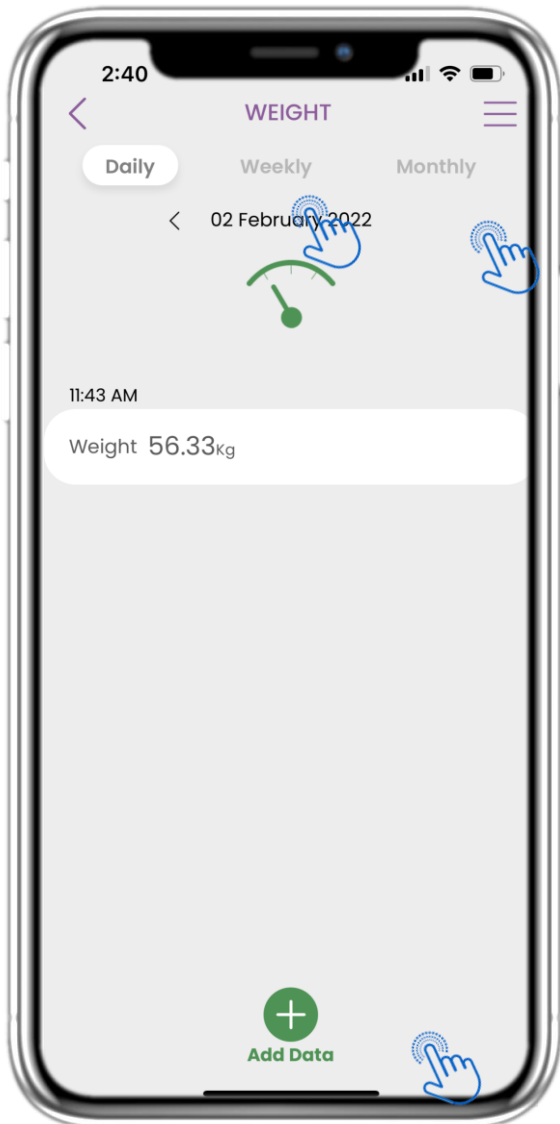 2:40
WEIGHT
Daily Weekly Monthly
02 February 2022
11:43 AM
Weight 56.33Kg
Add Data